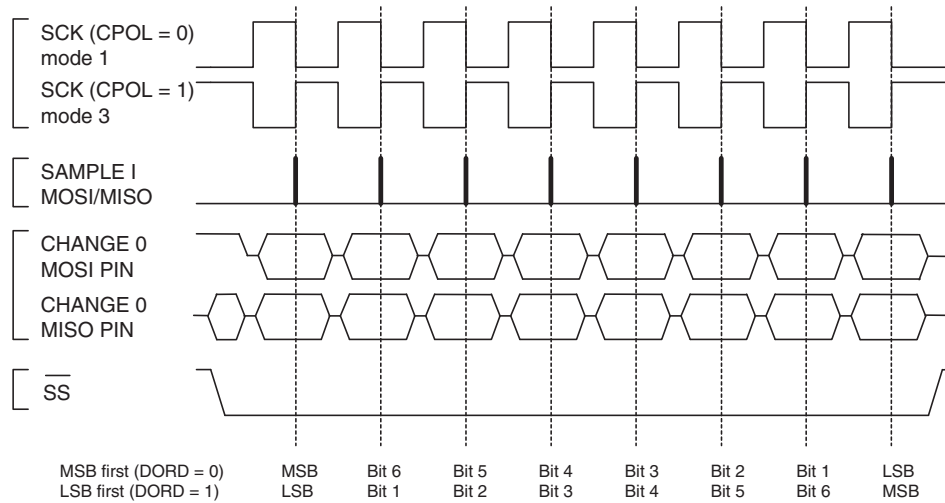 SCK (CPOL = 0)
mode 1
SCK (CPOL = 1)
mode 3
SAMPLE I
MOSI/MISO
CHANGE 0
MOSI PIN
CHANGE 0
MISO PIN
SS
MSB first (DORD = 0) MSB Bit 6 Bit 5 Bit 4 Bit 3 Bit 2 Bit 1 LSB
LSB first (DORD = 1) LSB Bit 1 Bit 2 Bit 3 Bit 4 Bit 5 Bit 6 MSB